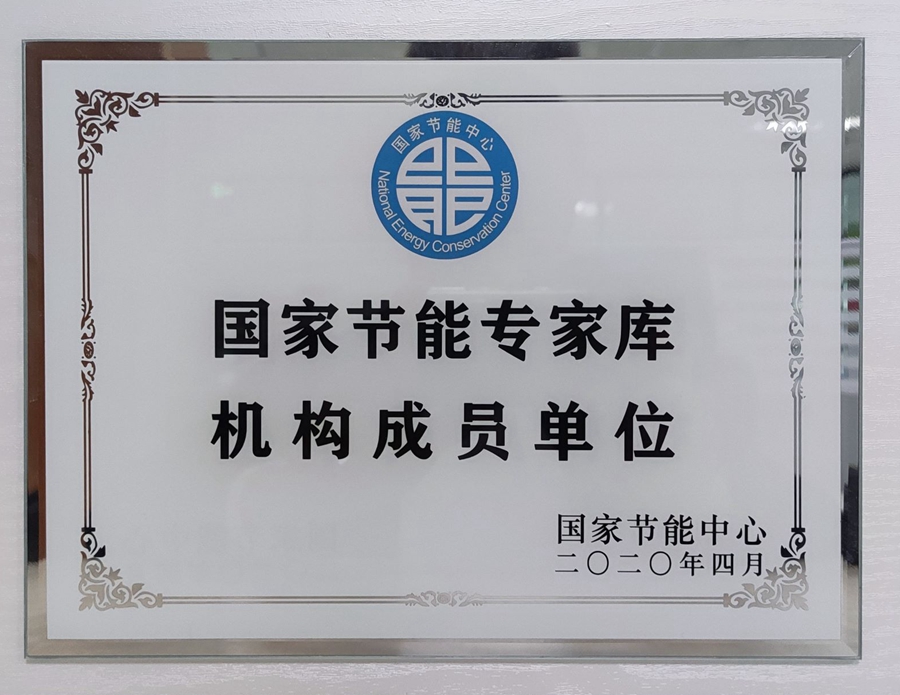 国家节能中心
National Energy Conservation Center
国家节能专家库
机构成员单位
国家节能中心
二〇二〇年四月